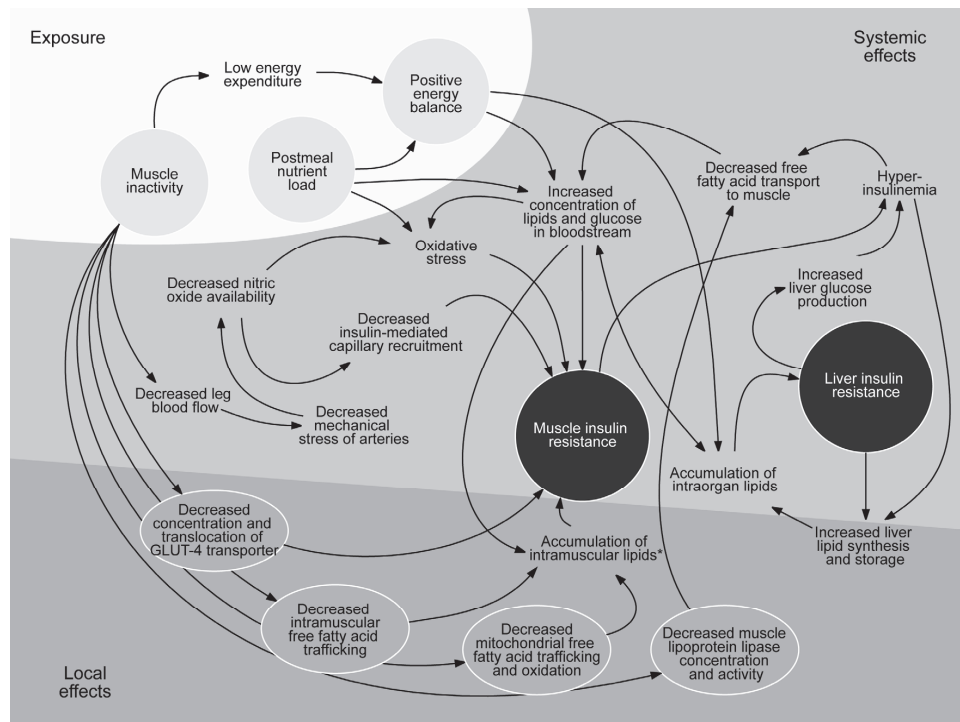 Exposure
Systemic
effects
Low energy
expenditure
Positive
energy
balance
Muscle
inactivity
Postmeal
nutrient
load
Increased
concentration of
lipids and glucose
in bloodstream
Decreased free
fatty acid transport
to muscle
Hyper-
insulinemia
Oxidative
stress
Decreased nitric
oxide availability
Increased
liver glucose
production
Decreased
insulin-mediated
capillary recruitment
Decreased leg
blood flow
Decreased
mechanical
stress of arteries
Muscle insulin
resistance
Liver insulin
resistance
Accumulation of
intraorgan lipids
Decreased
concentration and
translocation of
GLUT-4 transporter
Accumulation of
intramuscular lipids*
Increased liver
lipid synthesis
and storage
Decreased
intramuscular
free fatty acid
trafficking
Decreased
mitochondrial free
fatty acid trafficking
and oxidation
Decreased muscle
lipoprotein lipase
concentration
and activity
Local
effects